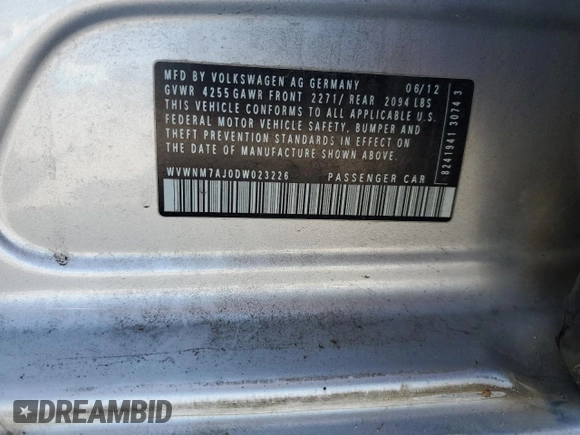 MFD BY VOLKSWAGEN AG GERMANY 06/12
GVWR 4255 GAWR FRONT 2271/ REAR 2094 LBS
THIS VEHICLE CONFORMS TO ALL APPLICABLE U.S.
FEDERAL MOTOR VEHICLE SAFETY, BUMPER AND
THEFT PREVENTION STANDARDS IN EFFECT ON
THE DATE OF MANUFACTURE SHOWN ABOVE.
WVWNM7AJ0DW023226 PASSENGER CAR
8241941 3074 3
DREAMBID